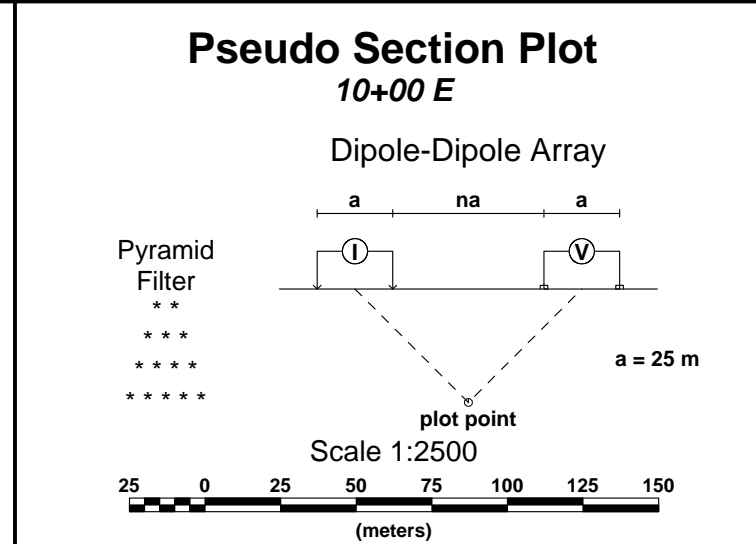 Pseudo Section Plot
10+00 E
Dipole-Dipole Array
a na a
I V
Pyramid
Filter
* *
* * *
* * * *
* * * * *
a = 25 m
plot point
Scale 1:2500
25 0 25 50 75 100 125 150
(meters)